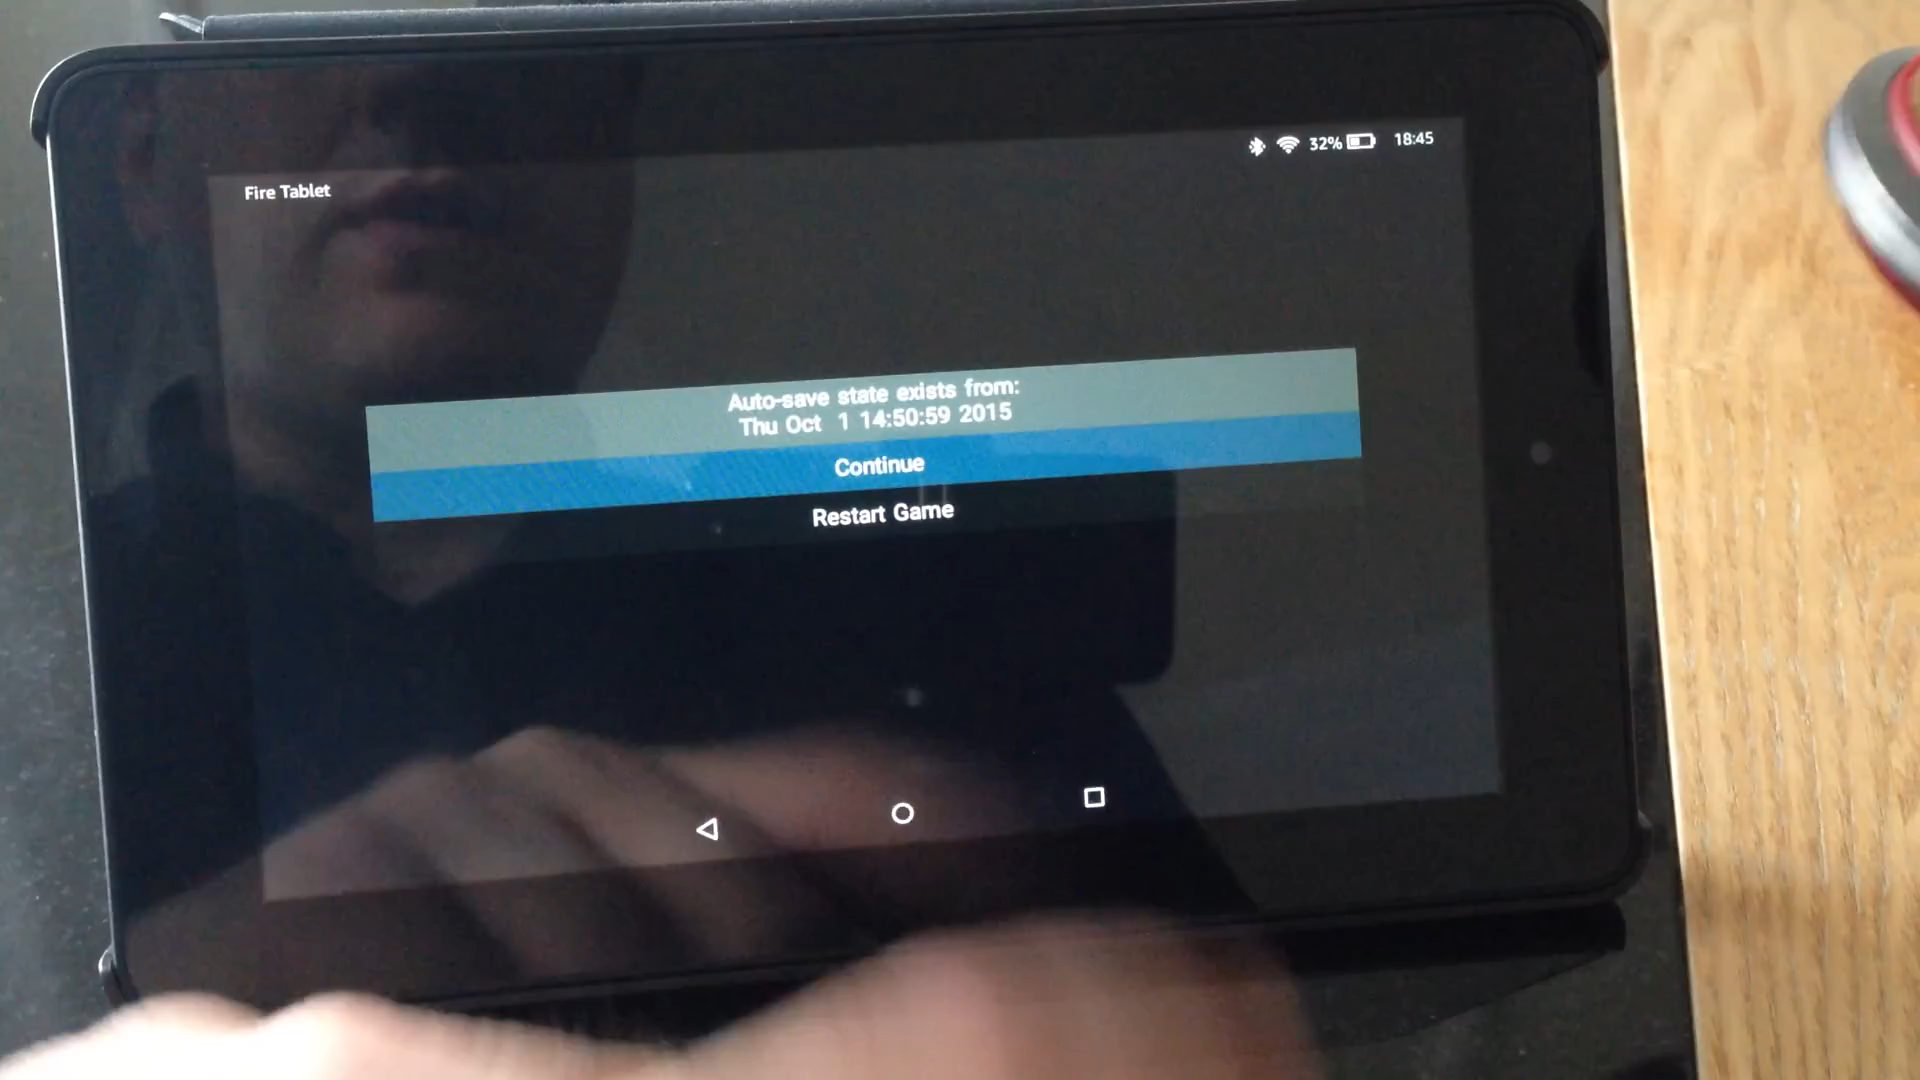 Fire Tablet
32% 18:45
Auto-save state exists from:
Thu Oct 1 14:50:59 2015
Continue
Restart Game